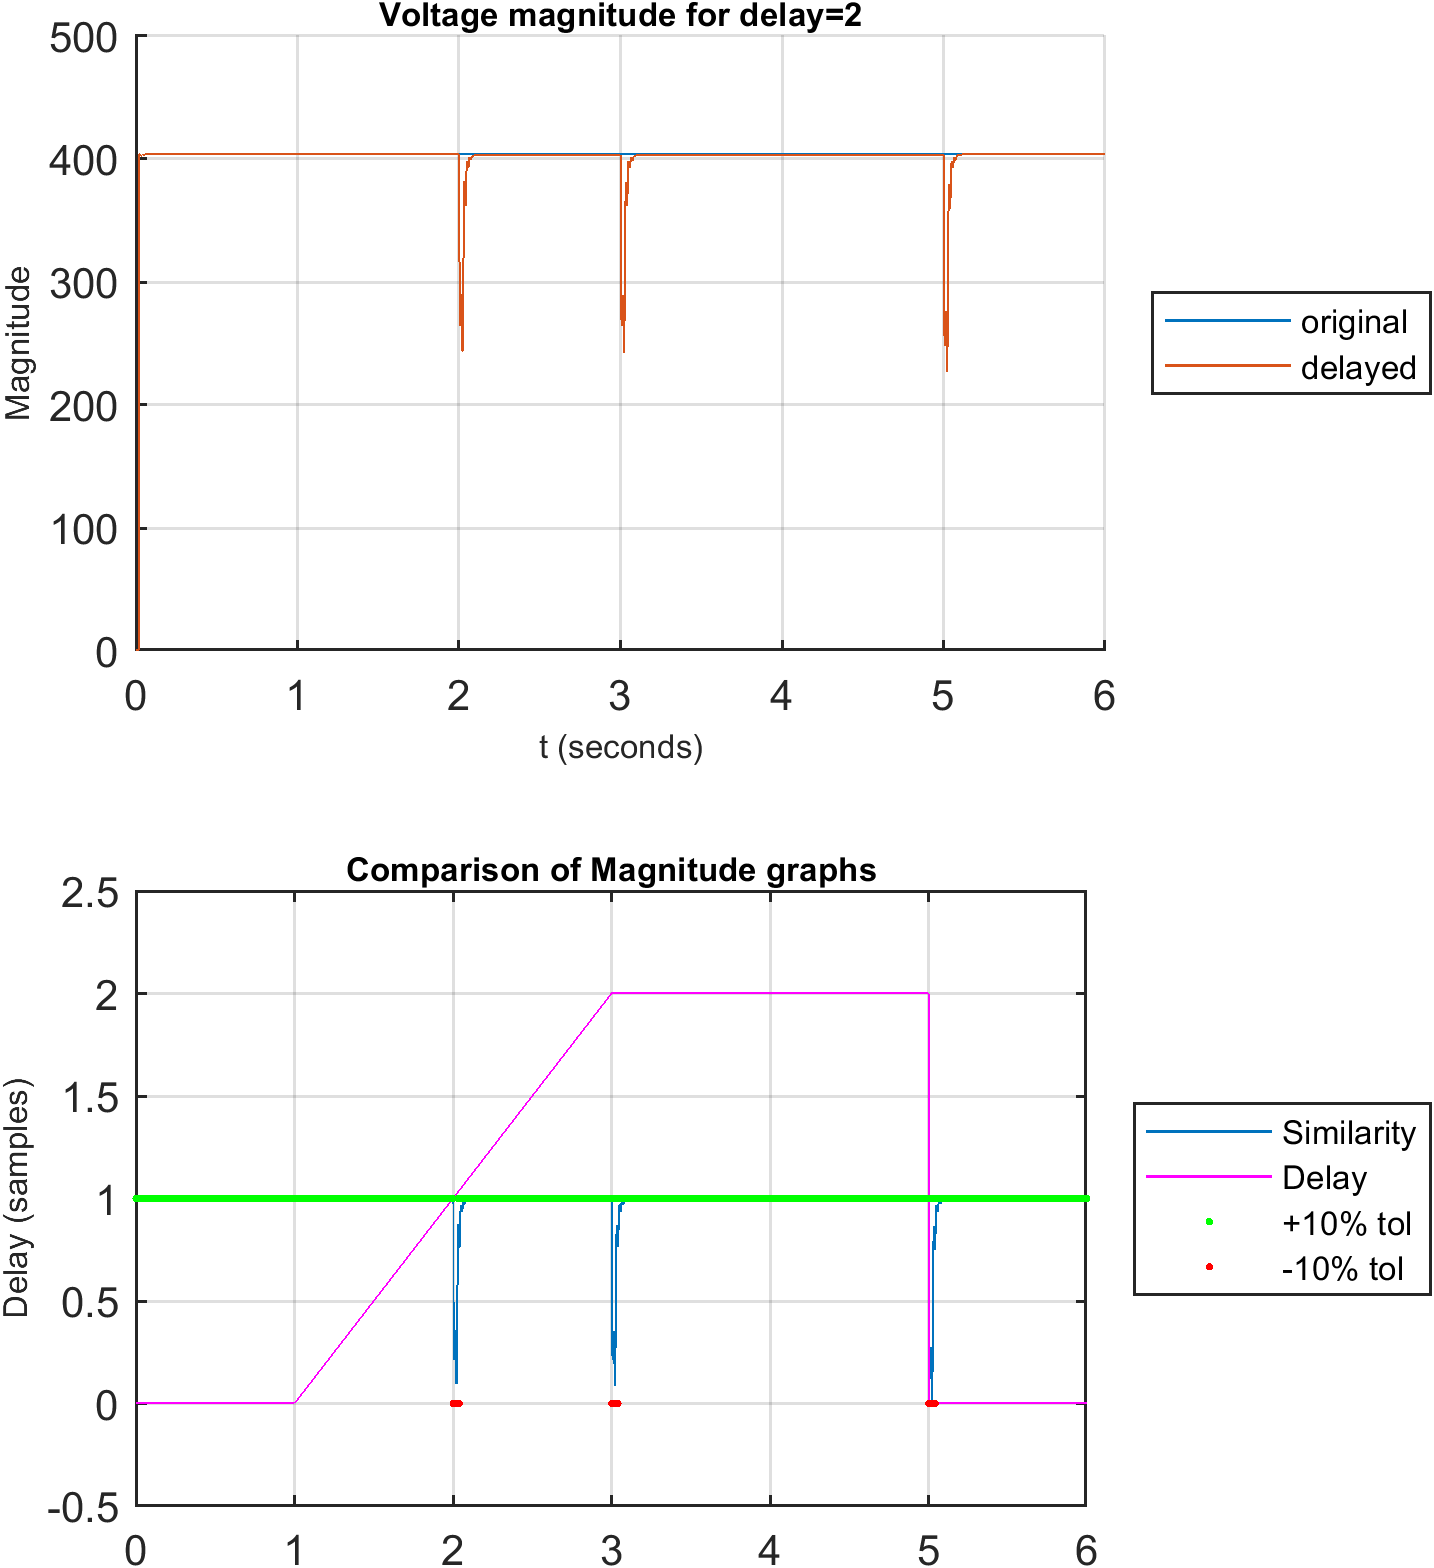 Voltage magnitude for delay=2
500
400
300
200
100
0
Magnitude
0 1 2 3 4 5 6
t (seconds)
original
delayed
Comparison of Magnitude graphs
2.5
2
1.5
1
0.5
0
-0.5
Delay (samples)
0 1 2 3 4 5 6
Similarity
Delay
+10% tol
-10% tol